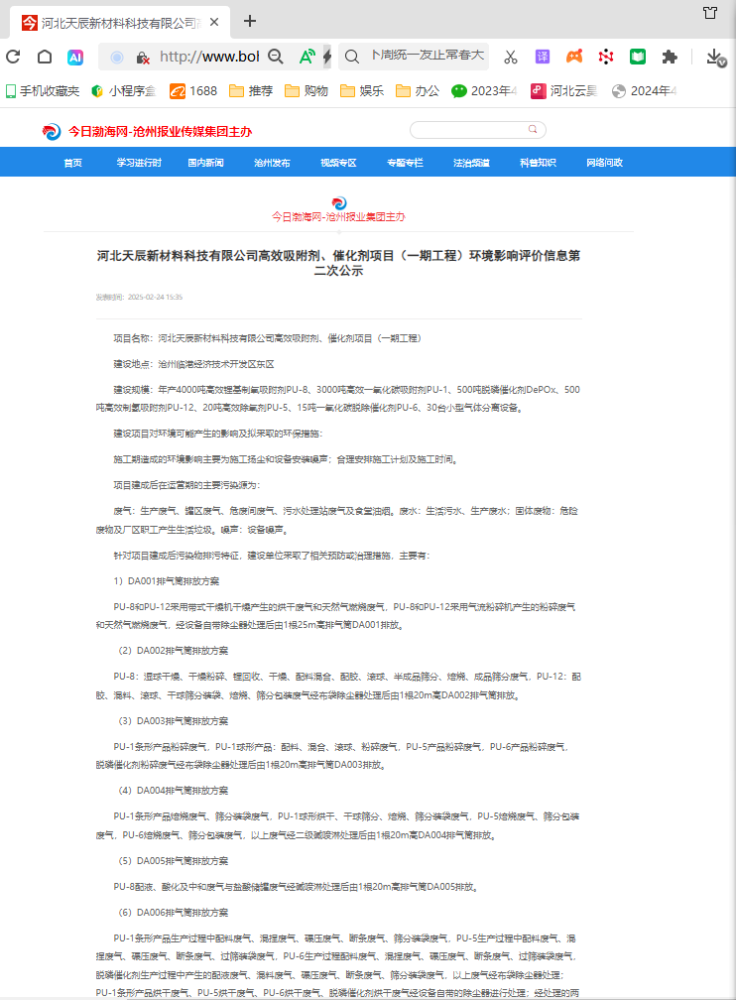 河北天辰新材料科技有限公司
http://www.bol
卜周统一发止常春大
译
手机收藏夹 小程序盒 1688 推荐 购物 娱乐 办公 2023年4 河北云昊 2024年4
今日渤海网-沧州报业传媒集团主办
首页 学习进行时 国内新闻 沧州发布 视频专区 专题专栏 法治频道 科普知识 网络问政
今日渤海网-沧州报业集团主办
河北天辰新材料科技有限公司高效吸附剂、催化剂项目（一期工程）环境影响评价信息第
二次公示
发表时间：2025-02-24 15:35
项目名称：河北天辰新材料科技有限公司高效吸附剂、催化剂项目（一期工程）
建设地点：沧州临港经济技术开发区东区
建设规模：年产4000吨高效锂基制氧吸附剂PU-8、3000吨高效一氧化碳吸附剂PU-1、500吨脱磷催化剂DePOx、500
吨高效制氢吸附剂PU-12、20吨高效除氧剂PU-5、15吨一氧化碳脱除催化剂PU-6、30台小型气体分离设备。
建设项目对环境可能产生的影响及拟采取的环保措施：
施工期造成的环境影响主要为施工扬尘和设备安装噪声；合理安排施工计划及施工时间。
项目建成后在运营期的主要污染源为：
废气：生产废气、罐区废气、危废间废气、污水处理站废气及食堂油烟。废水：生活污水、生产废水；固体废物：危险
废物及厂区职工产生生活垃圾。噪声：设备噪声。
针对项目建成后污染物排污特征，建设单位采取了相关预防或治理措施，主要有：
1）DA001排气筒排放方案
PU-8和PU-12采用带式干燥机干燥产生的烘干废气和天然气燃烧废气，PU-8和PU-12采用气流粉碎机产生的粉碎废气
和天然气燃烧废气，经设备自带除尘器处理后由1根25m高排气筒DA001排放。
（2）DA002排气筒排放方案
PU-8：湿球干燥、干燥粉碎、锂回收、干燥、配料混合、配胶、滚球、半成品筛分、焙烧、成品筛分废气，PU-12：配
胶、混料、滚球、干球筛分装袋、焙烧、筛分包装废气经布袋除尘器处理后由1根20m高DA002排气筒排放。
（3）DA003排气筒排放方案
PU-1条形产品粉碎废气，PU-1球形产品：配料、混合、滚球、粉碎废气，PU-5产品粉碎废气，PU-6产品粉碎废气，
脱磷催化剂粉碎废气经布袋除尘器处理后由1根20m高排气筒DA003排放。
（4）DA004排气筒排放方案
PU-1条形产品焙烧废气、筛分装袋废气，PU-1球形烘干、干球筛分、焙烧、筛分装袋废气，PU-5焙烧废气、筛分包装
废气，PU-6焙烧废气、筛分包装废气，以上废气经二级碱喷淋处理后由1根20m高DA004排气筒排放。
（5）DA005排气筒排放方案
PU-8配液、酸化及中和废气与盐酸储罐废气经碱喷淋处理后由1根20m高排气筒DA005排放。
（6）DA006排气筒排放方案
PU-1条形产品生产过程中配料废气、混捏废气、碾压废气、断条废气、筛分装袋废气，PU-5生产过程中配料废气、混
捏废气、碾压废气、断条废气、过筛装袋废气，PU-6生产过程配料废气、混捏废气、碾压废气、断条废气、过筛装袋废气，
脱磷催化剂生产过程中产生的配液废气、混料废气、碾压废气、断条废气、筛分装袋废气，以上废气经布袋除尘器处理；
PU-1条形产品烘干废气、PU-5烘干废气、PU-6烘干废气、脱磷催化剂烘干废气经设备自带的除尘器进行处理；经处理的两